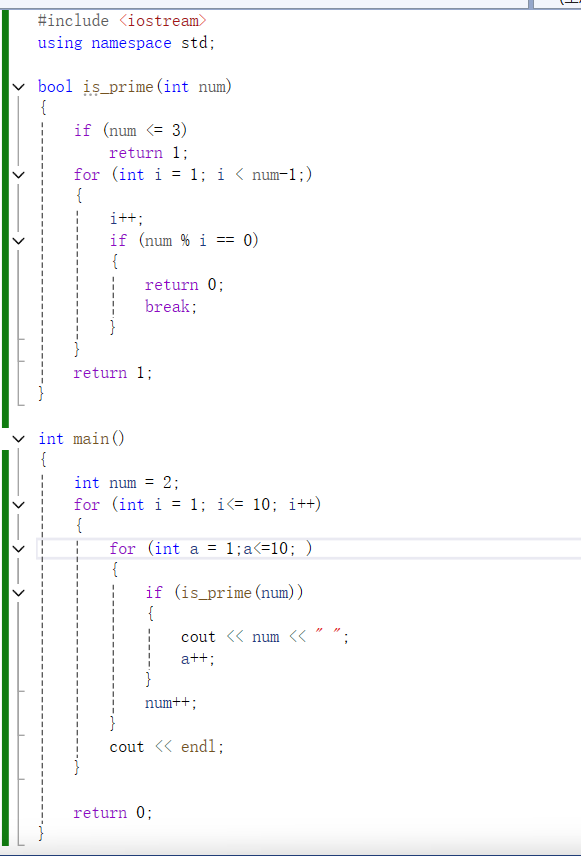 #include <iostream>
using namespace std;
bool is_prime(int num)
{
if (num <= 3)
return 1;
for (int i = 1; i < num-1;)
{
i++;
if (num % i == 0)
{
return 0;
break;
}
}
return 1;
}
int main()
{
int num = 2;
for (int i = 1; i<= 10; i++)
{
for (int a = 1;a<=10; )
{
if (is_prime(num))
{
cout << num << " ";
a++;
}
num++;
}
cout << endl;
}
return 0;
}